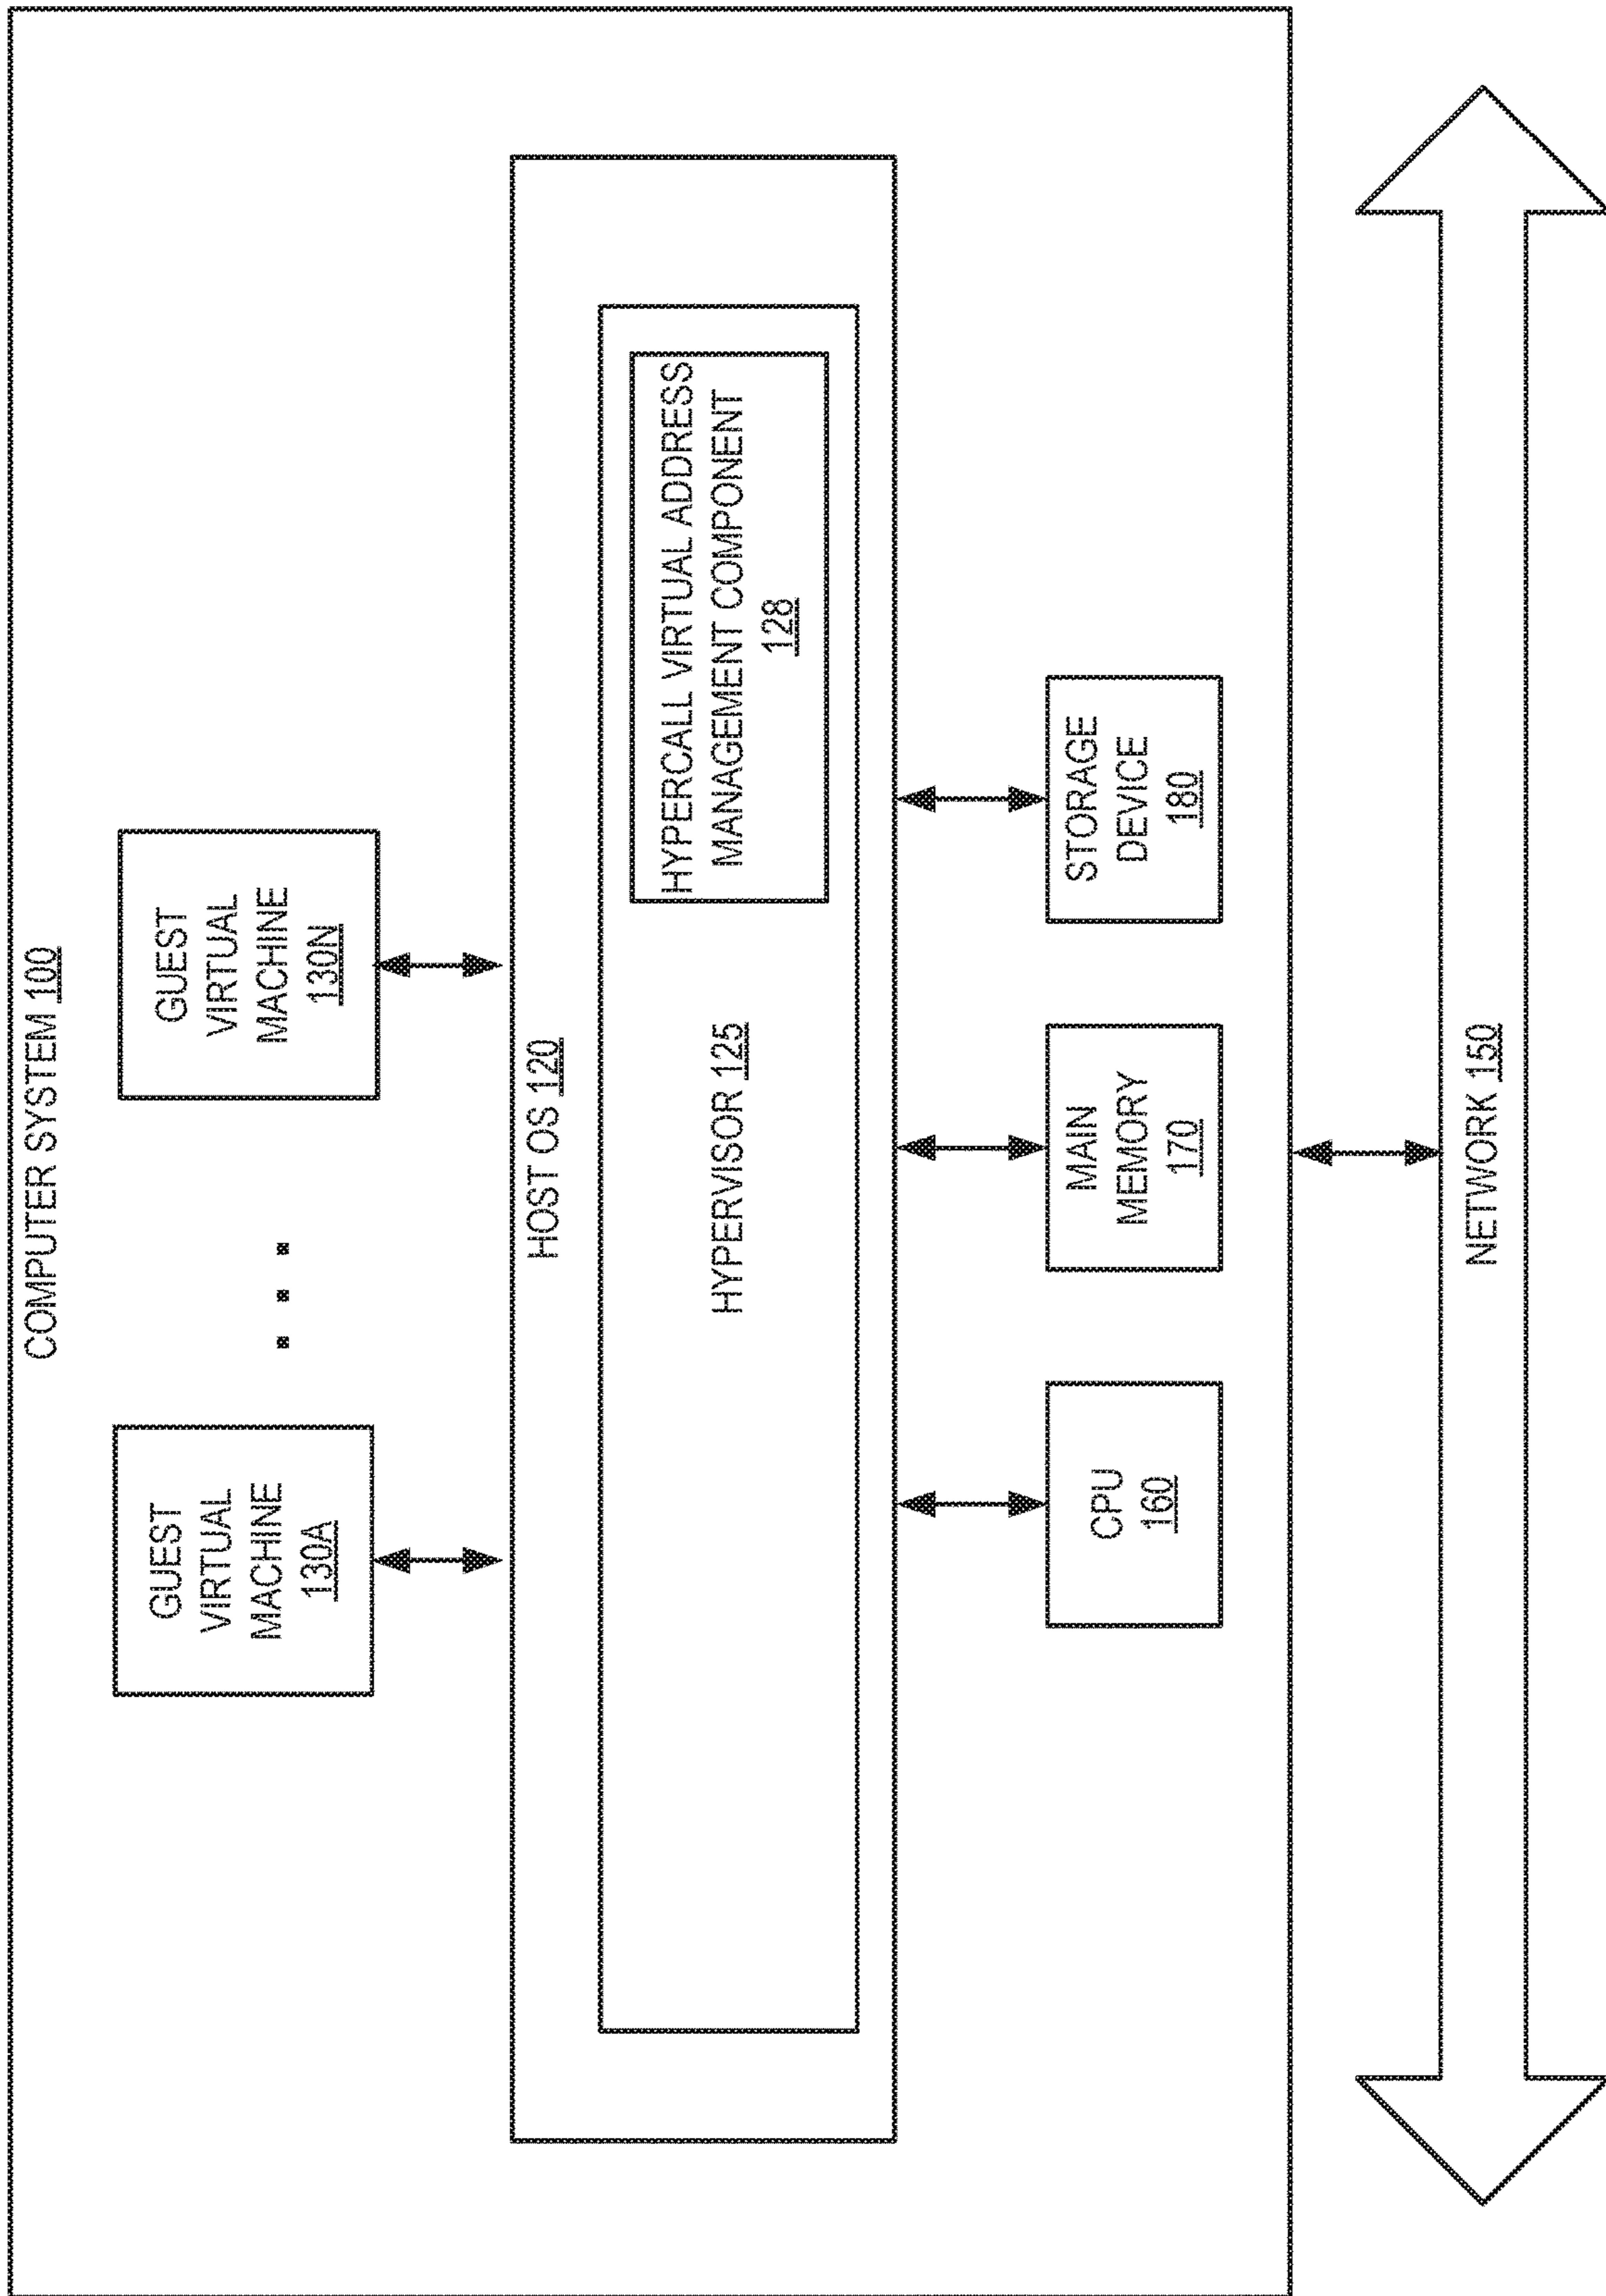 COMPUTER SYSTEM 100
GUEST
VIRTUAL
MACHINE
130A
. . .
GUEST
VIRTUAL
MACHINE
130N
HOST OS 120
HYPERVISOR 125
HYPERCALL VIRTUAL ADDRESS
MANAGEMENT COMPONENT
128
CPU
160
MAIN
MEMORY
170
STORAGE
DEVICE
180
NETWORK 150